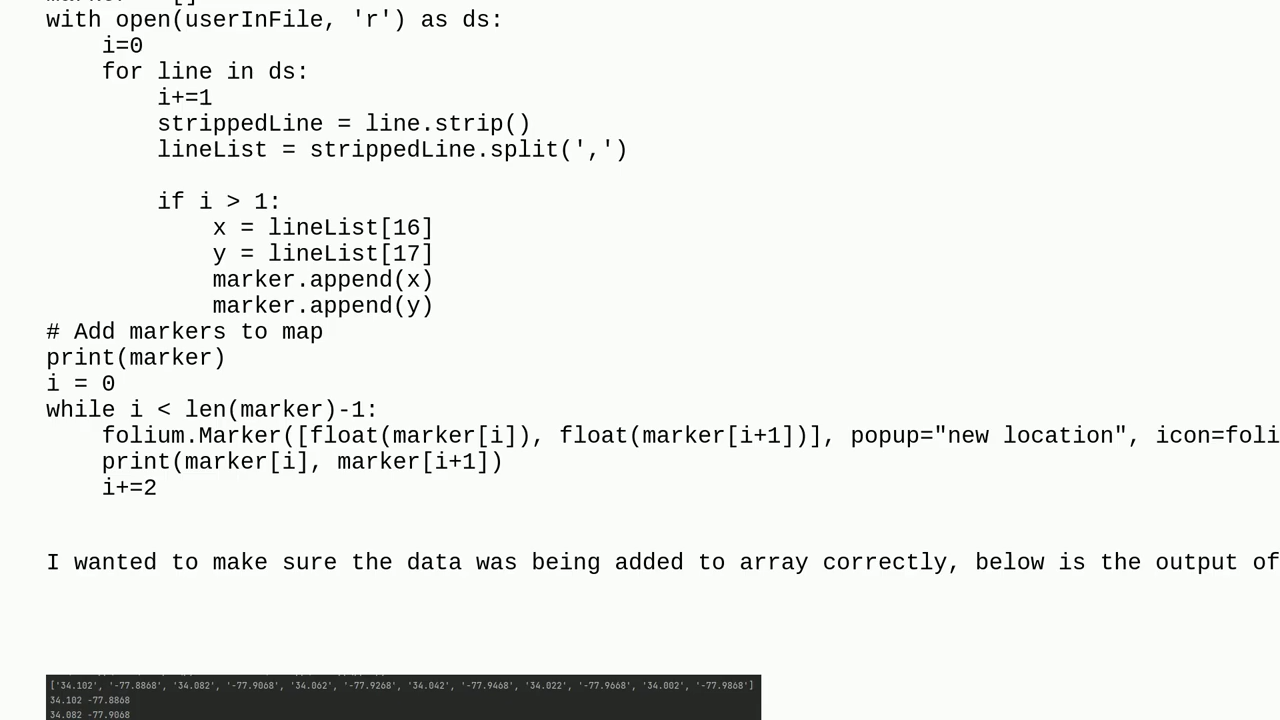 with open(userInFile, 'r') as ds:
i=0
for line in ds:
i+=1
strippedLine = line.strip()
lineList = strippedLine.split(',')
if i > 1:
x = lineList[16]
y = lineList[17]
marker.append(x)
marker.append(y)
# Add markers to map
print(marker)
i = 0
while i < len(marker)-1:
folium.Marker([float(marker[i]), float(marker[i+1])], popup="new location", icon=foli
print(marker[i], marker[i+1])
i+=2
I wanted to make sure the data was being added to array correctly, below is the output of
['34.102', '-77.8868', '34.082', '-77.9068', '34.062', '-77.9268', '34.042', '-77.9468', '34.022', '-77.9668', '34.002', '-77.9868']
34.102 -77.8868
34.082 -77.9068